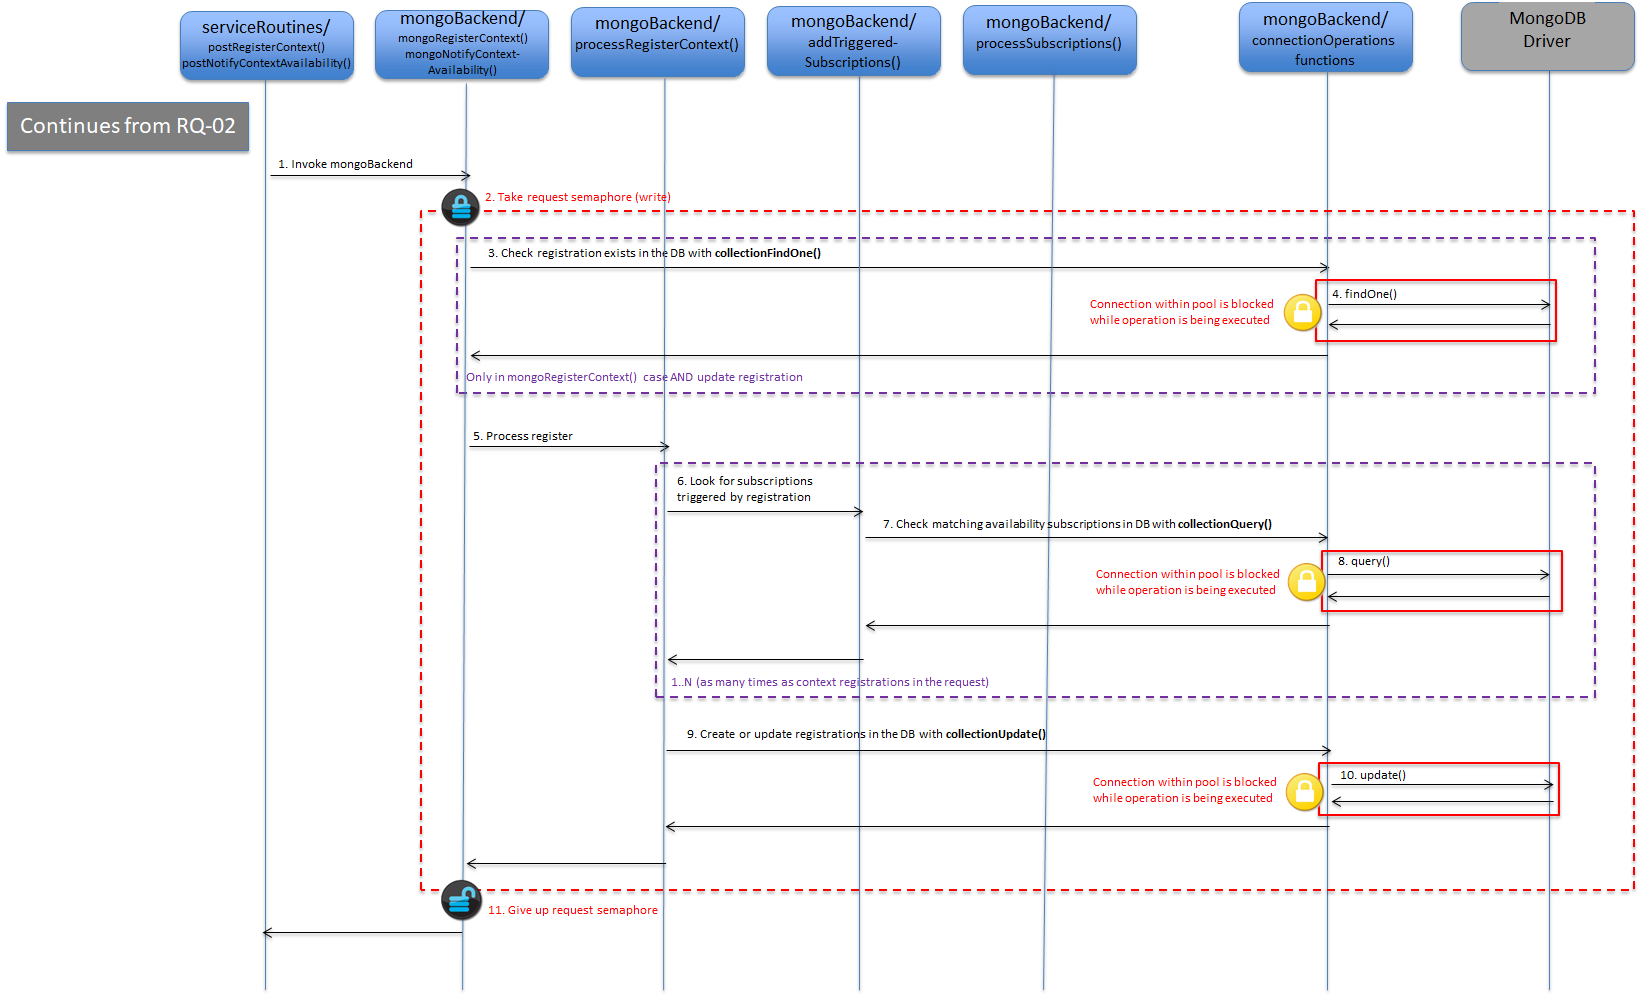 serviceRoutines/
postRegisterContext()
postNotifyContextAvailability()
mongoBackend/
mongoRegisterContext()
mongoNotifyContext-
Availability()
mongoBackend/
processRegisterContext()
mongoBackend/
addTriggered-
Subscriptions()
mongoBackend/
processSubscriptions()
mongoBackend/
connectionOperations
functions
MongoDB
Driver
Continues from RQ-02
1. Invoke mongoBackend
2. Take request semaphore (write)
3. Check registration exists in the DB with collectionFindOne()
4. findOne()
Connection within pool is blocked
while operation is being executed
Only in mongoRegisterContext() case AND update registration
5. Process register
6. Look for subscriptions
triggered by registration
7. Check matching availability subscriptions in DB with collectionQuery()
8. query()
Connection within pool is blocked
while operation is being executed
1..N (as many times as context registrations in the request)
9. Create or update registrations in the DB with collectionUpdate()
10. update()
Connection within pool is blocked
while operation is being executed
11. Give up request semaphore